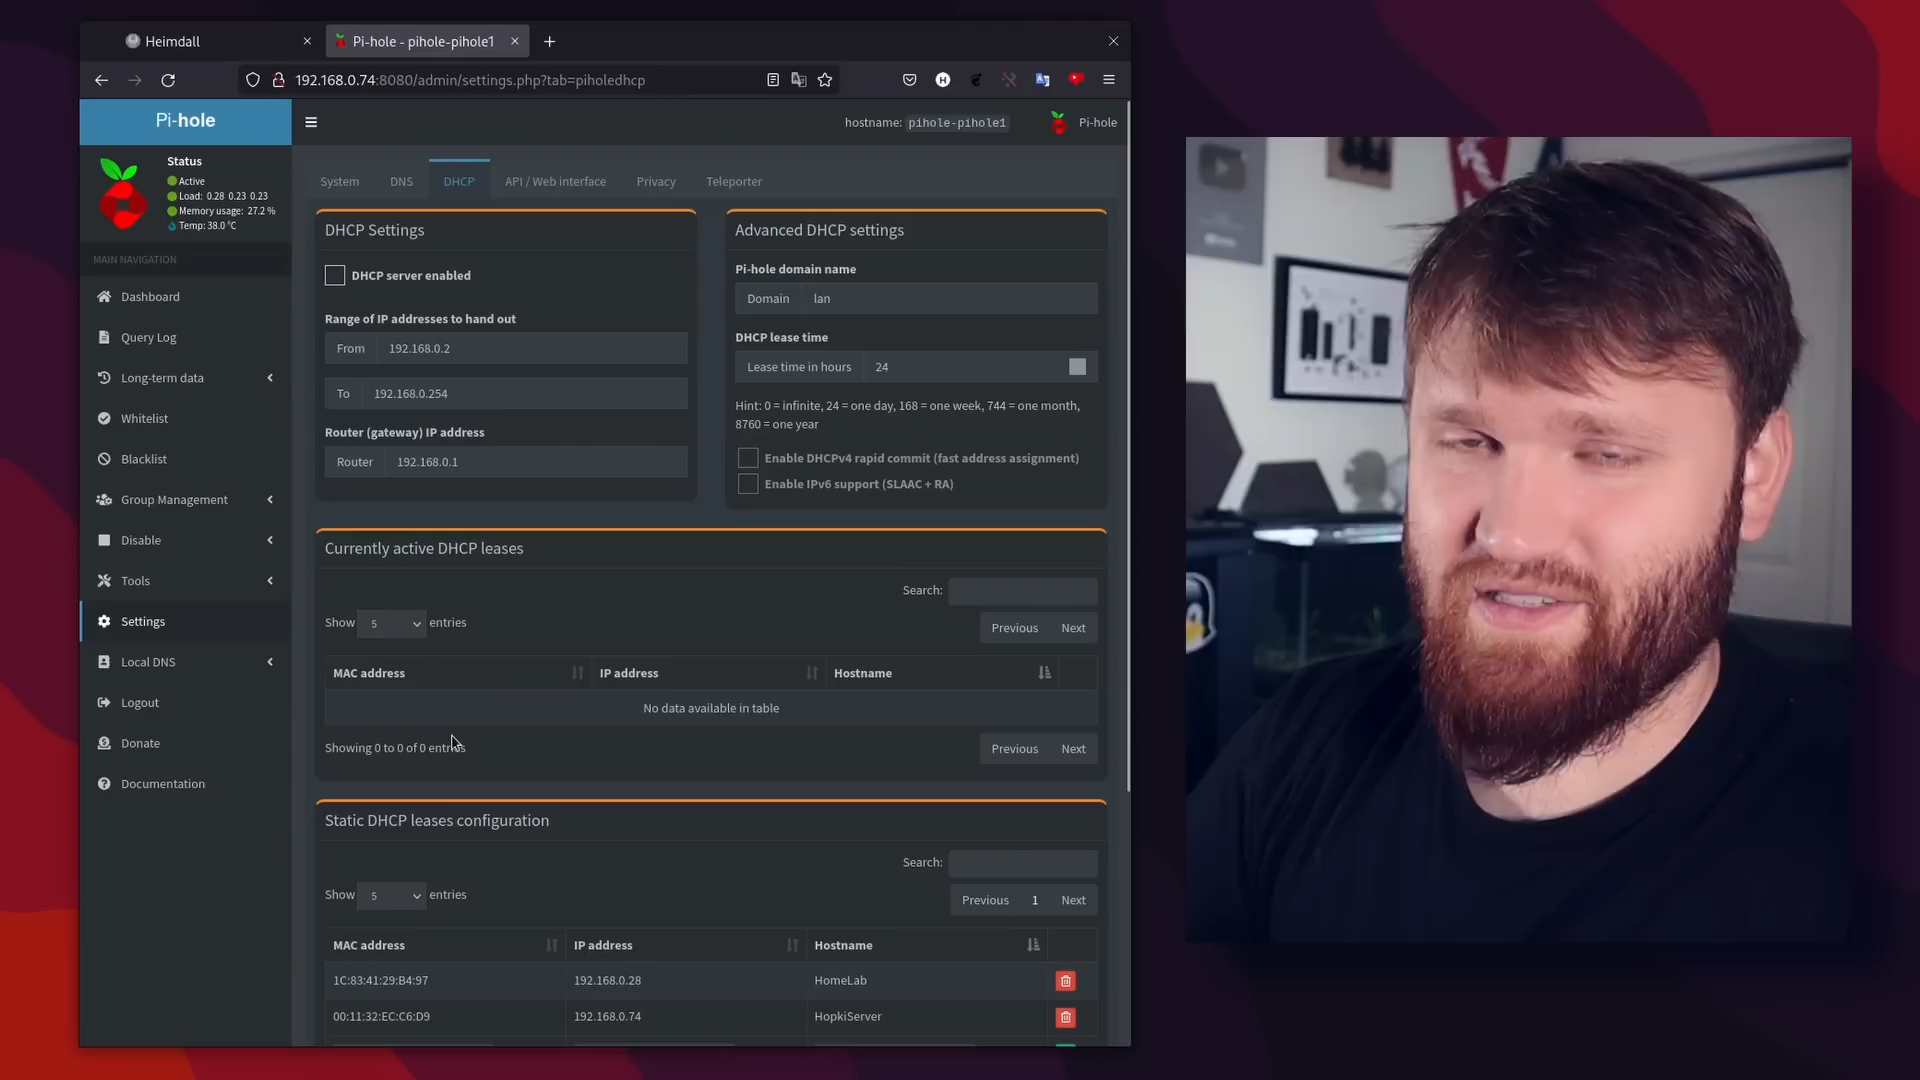 Heimdall
Pi-hole - pihole-pihole1
192.168.0.74:8080/admin/settings.php?tab=piholedhcp
Pi-hole
hostname: pihole-pihole1
Pi-hole
Status
Active
Load: 0.28 0.23 0.23
Memory usage: 27.2 %
Temp: 38.0 °C
MAIN NAVIGATION
Dashboard
Query Log
Long-term data
Whitelist
Blacklist
Group Management
Disable
Tools
Settings
Local DNS
Logout
Donate
Documentation
System DNS DHCP API / Web interface Privacy Teleporter
DHCP Settings
DHCP server enabled
Range of IP addresses to hand out
From 192.168.0.2
To 192.168.0.254
Router (gateway) IP address
Router 192.168.0.1
Advanced DHCP settings
Pi-hole domain name
Domain lan
DHCP lease time
Lease time in hours 24
Hint: 0 = infinite, 24 = one day, 168 = one week, 744 = one month,
8760 = one year
Enable DHCPv4 rapid commit (fast address assignment)
Enable IPv6 support (SLAAC + RA)
Currently active DHCP leases
Search:
Show 5 entries
Previous Next
MAC address IP address Hostname
No data available in table
Showing 0 to 0 of 0 entries
Previous Next
Static DHCP leases configuration
Search:
Show 5 entries
Previous 1 Next
MAC address IP address Hostname
1C:83:41:29:B4:97 192.168.0.28 HomeLab
00:11:32:EC:C6:D9 192.168.0.74 HopkiServer